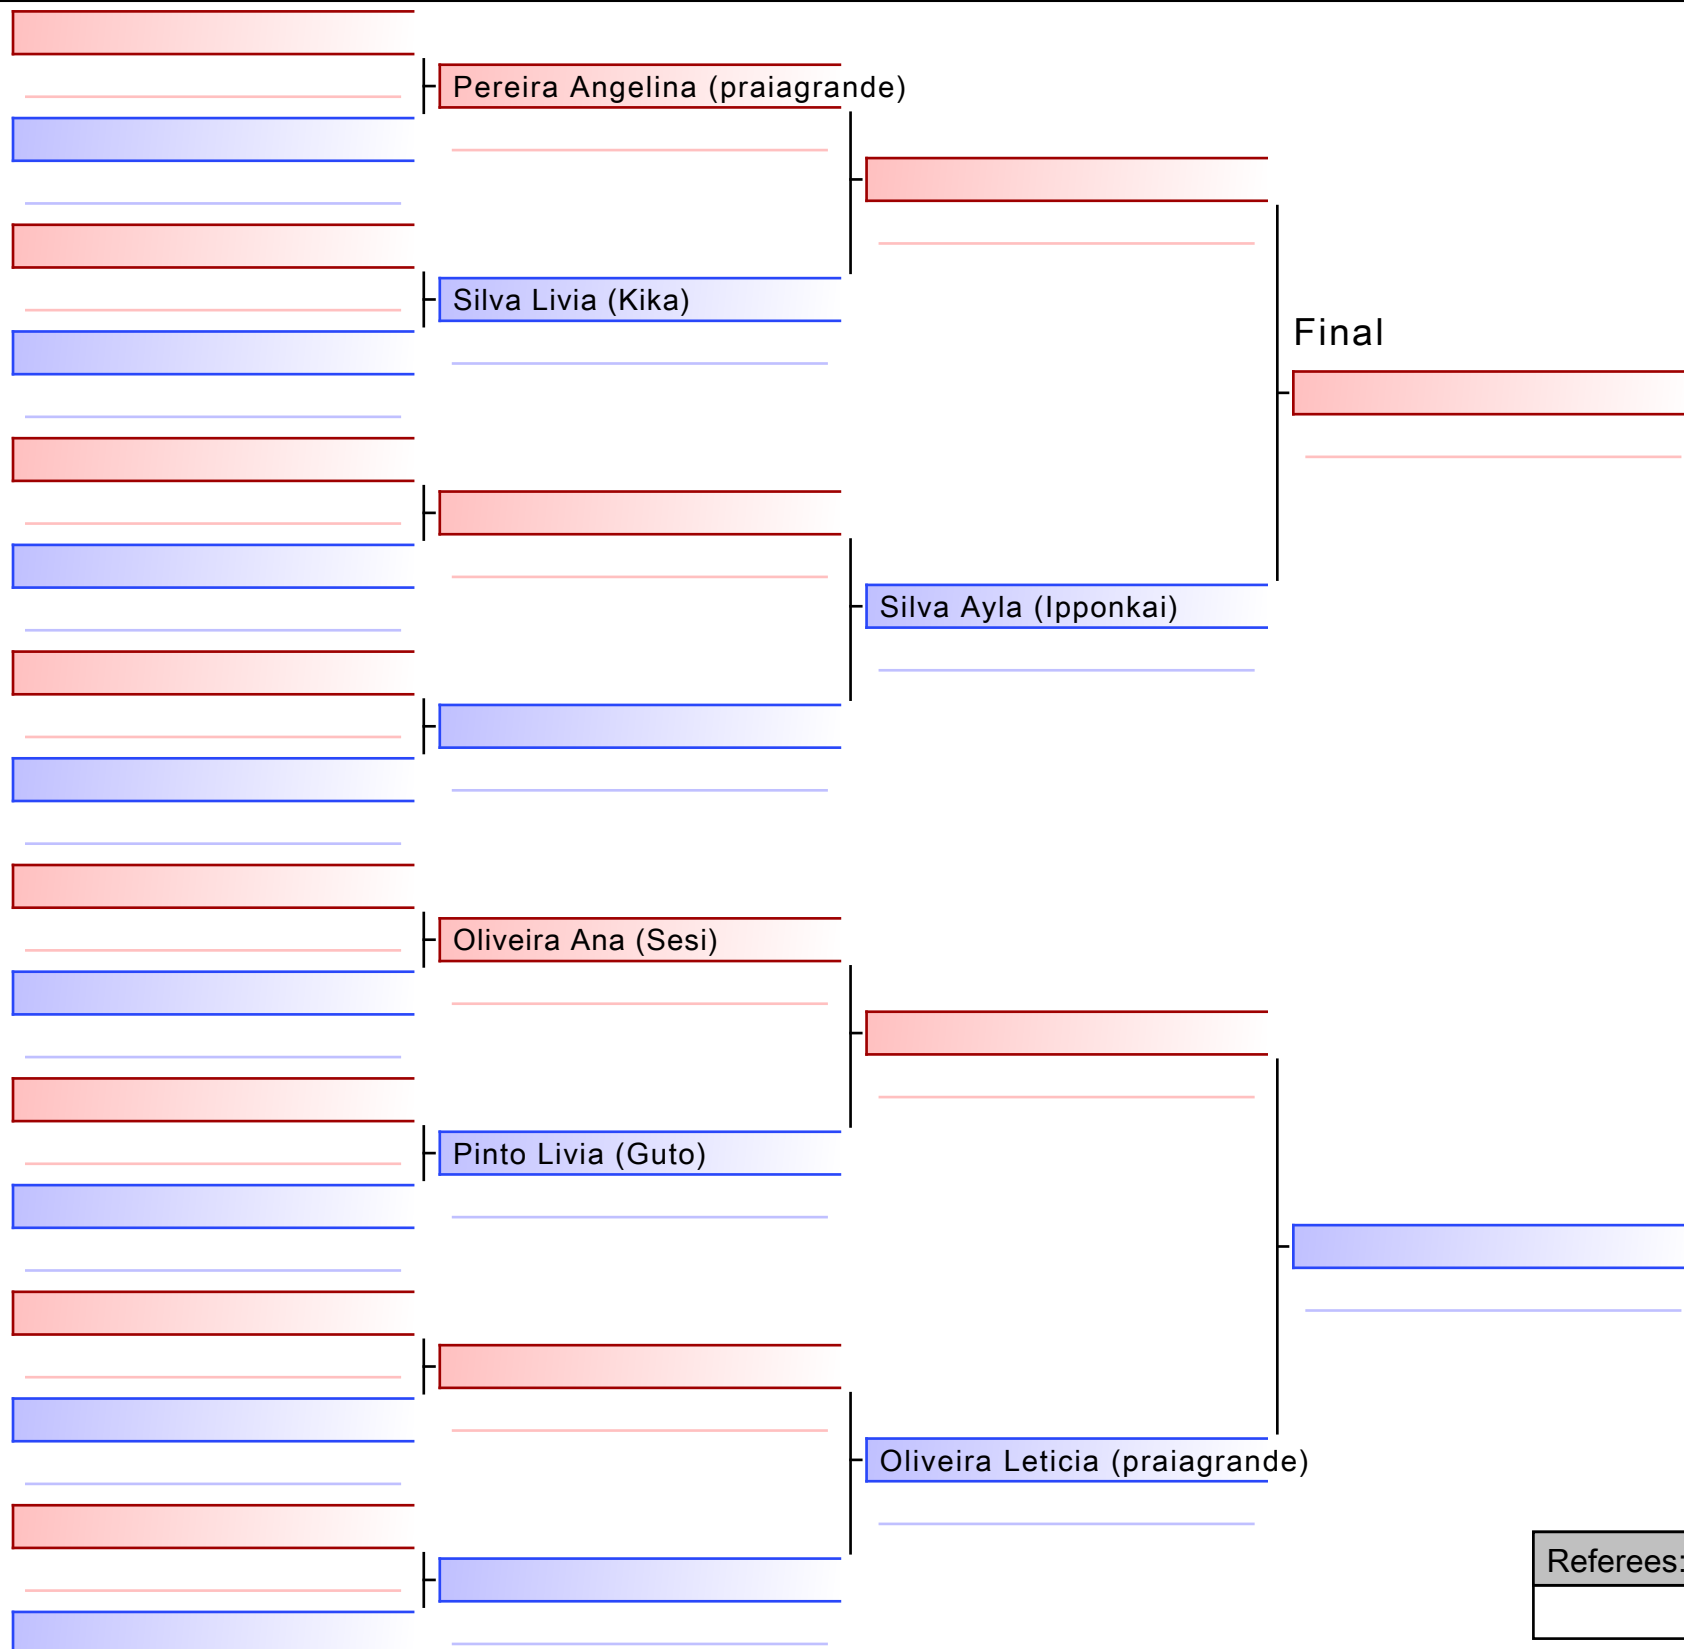 Pereira Angelina (praiagrande)
Silva Livia (Kika)
Final
Silva Ayla (Ipponkai)
Oliveira Ana (Sesi)
Pinto Livia (Guto)
Oliveira Leticia (praiagrande)
Referees: